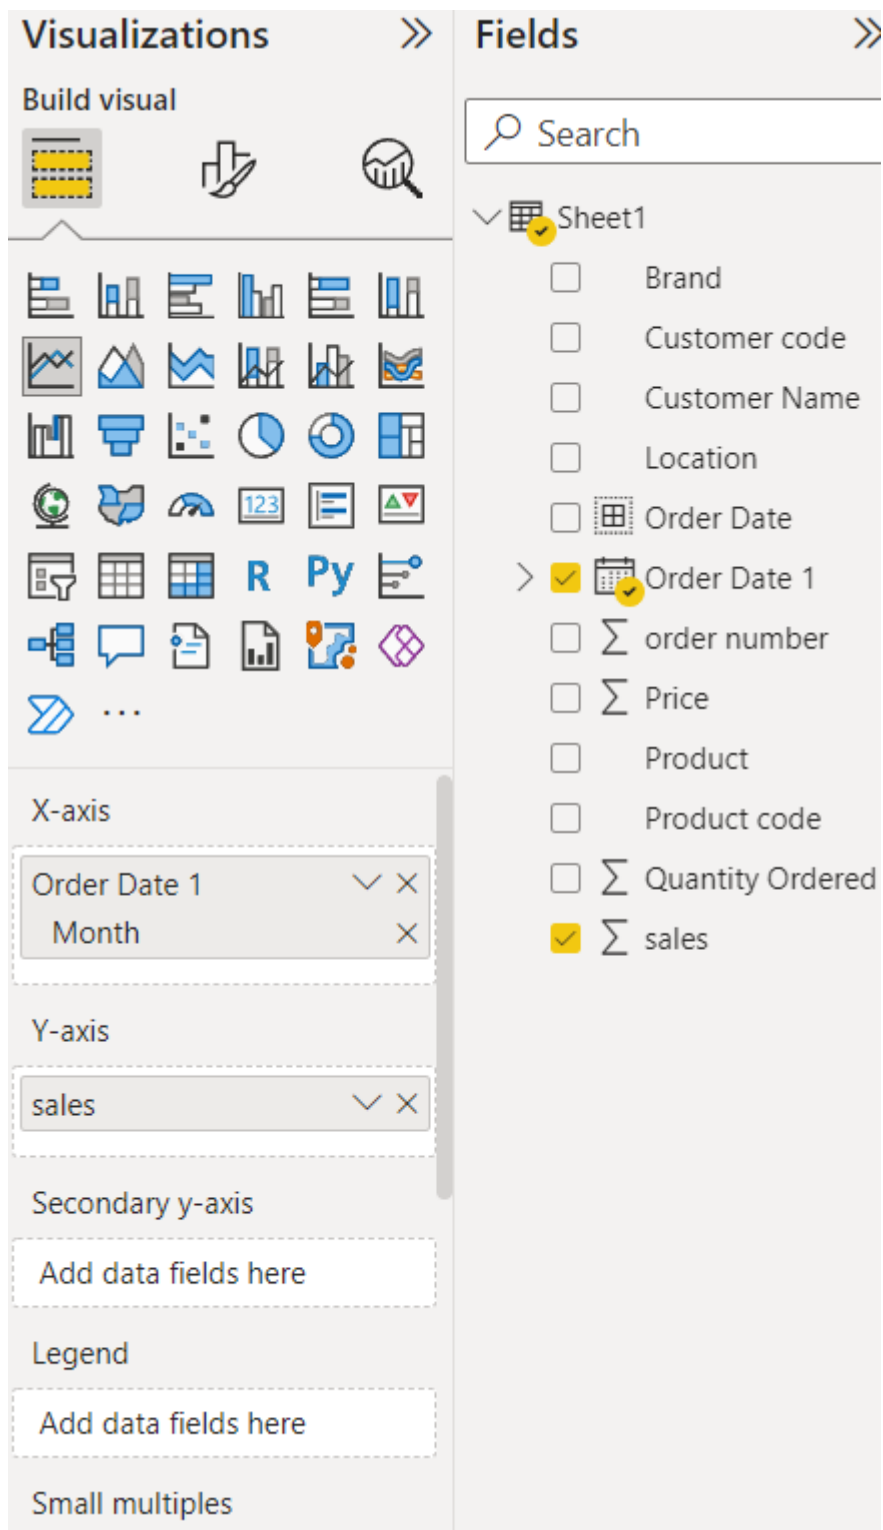 Visualizations
Build visual
123
R
Py
X-axis
Order Date 1
Month
Y-axis
sales
Secondary y-axis
Add data fields here
Legend
Add data fields here
Small multiples
Fields
Search
Sheet1
Brand
Customer code
Customer Name
Location
Order Date
Order Date 1
order number
Price
Product
Product code
Quantity Ordered
sales